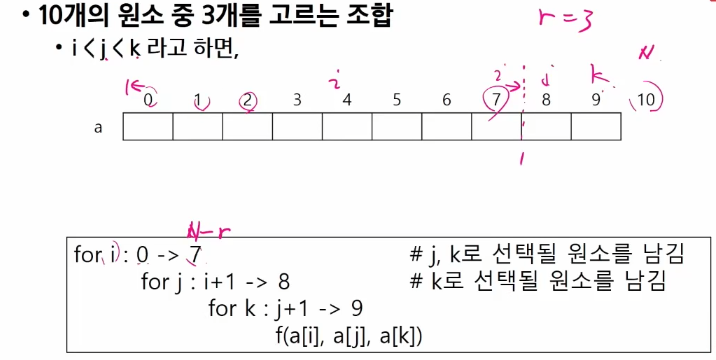 • 10개의 원소 중 3개를 고르는 조합
r = 3
• i < j < k 라고 하면,
N
i i j k
0 1 2 3 4 5 6 7 8 9 10
a
N-r
for i : 0 -> 7 # j, k로 선택될 원소를 남김
for j : i+1 -> 8 # k로 선택될 원소를 남김
for k : j+1 -> 9
f(a[i], a[j], a[k])